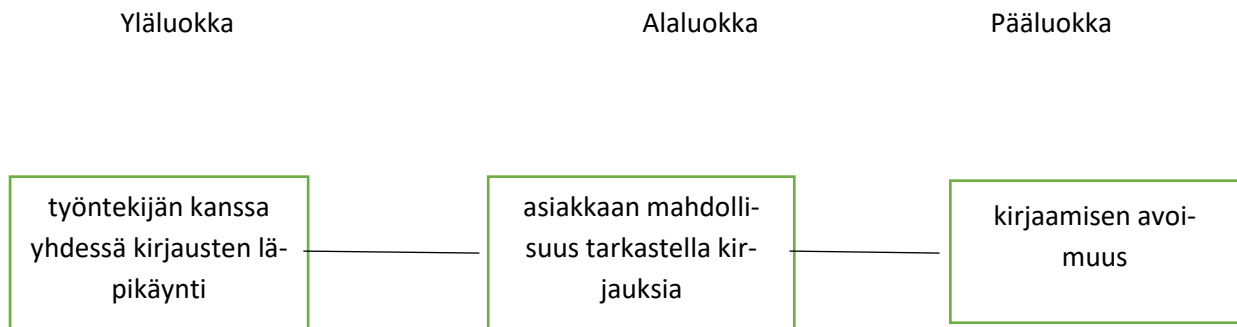 Yläluokka
Alaluokka
Pääluokka
työntekijän kanssa
yhdessä kirjausten lä-
pikäynti
asiakkaan mahdolli-
suus tarkastella kir-
jauksia
kirjaamisen avoi-
muus